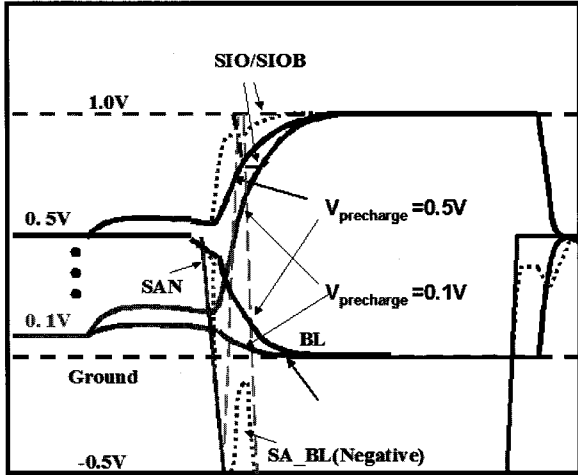 SIO/SIOB
1.0V
0.5V
Vprecharge =0.5V
SAN
Vprecharge =0.1V
0.1V
BL
Ground
SA_BL(Negative)
-0.5V